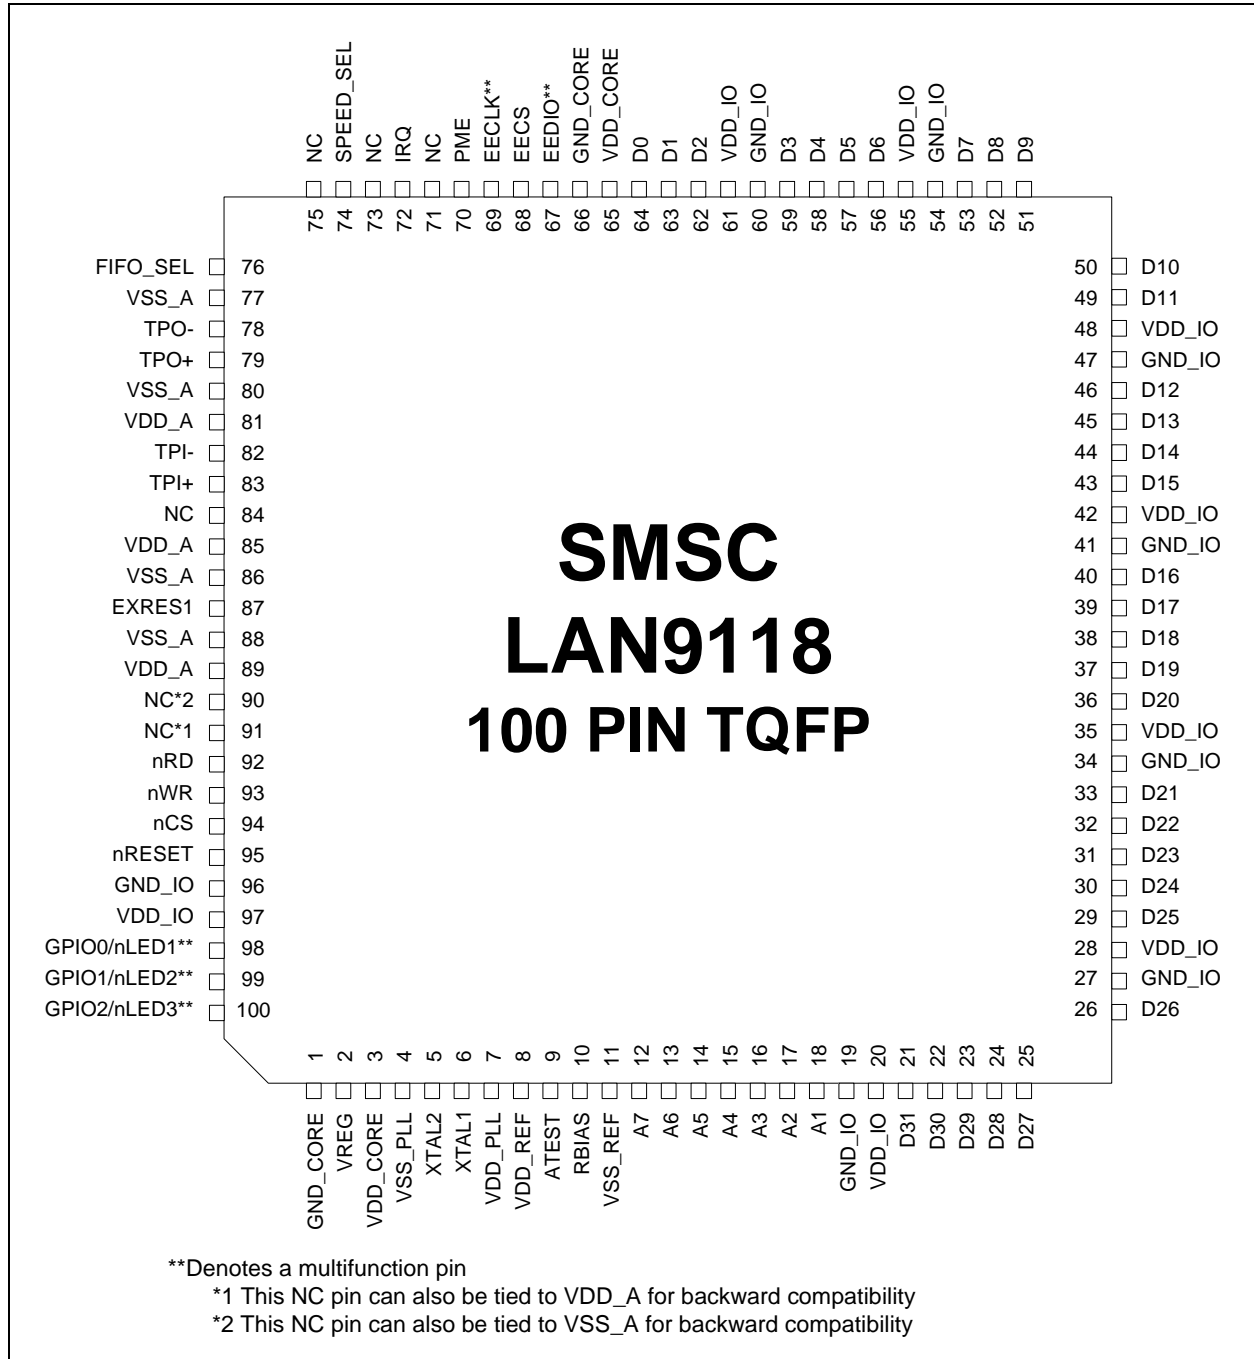 NC
SPEED_SEL
NC
IRQ
NC
PME
EECLK**
EECS
EEDIO**
GND_CORE
VDD_CORE
D0
D1
D2
VDD_IO
GND_IO
D3
D4
D5
D6
VDD_IO
GND_IO
D7
D8
D9
75
74
73
72
71
70
69
68
67
66
65
64
63
62
61
60
59
58
57
56
55
54
53
52
51
FIFO_SEL 76
VSS_A 77
TPO- 78
TPO+ 79
VSS_A 80
VDD_A 81
TPI- 82
TPI+ 83
NC 84
VDD_A 85
VSS_A 86
EXRES1 87
VSS_A 88
VDD_A 89
NC*2 90
NC*1 91
nRD 92
nWR 93
nCS 94
nRESET 95
GND_IO 96
VDD_IO 97
GPIO0/nLED1** 98
GPIO1/nLED2** 99
GPIO2/nLED3** 100
SMSC
LAN9118
100 PIN TQFP
50 D10
49 D11
48 VDD_IO
47 GND_IO
46 D12
45 D13
44 D14
43 D15
42 VDD_IO
41 GND_IO
40 D16
39 D17
38 D18
37 D19
36 D20
35 VDD_IO
34 GND_IO
33 D21
32 D22
31 D23
30 D24
29 D25
28 VDD_IO
27 GND_IO
26 D26
1
2
3
4
5
6
7
8
9
10
11
12
13
14
15
16
17
18
19
20
21
22
23
24
25
GND_CORE
VREG
VDD_CORE
VSS_PLL
XTAL2
XTAL1
VDD_PLL
VDD_REF
ATEST
RBIAS
VSS_REF
A7
A6
A5
A4
A3
A2
A1
GND_IO
VDD_IO
D31
D30
D29
D28
D27
**Denotes a multifunction pin
*1 This NC pin can also be tied to VDD_A for backward compatibility
*2 This NC pin can also be tied to VSS_A for backward compatibility